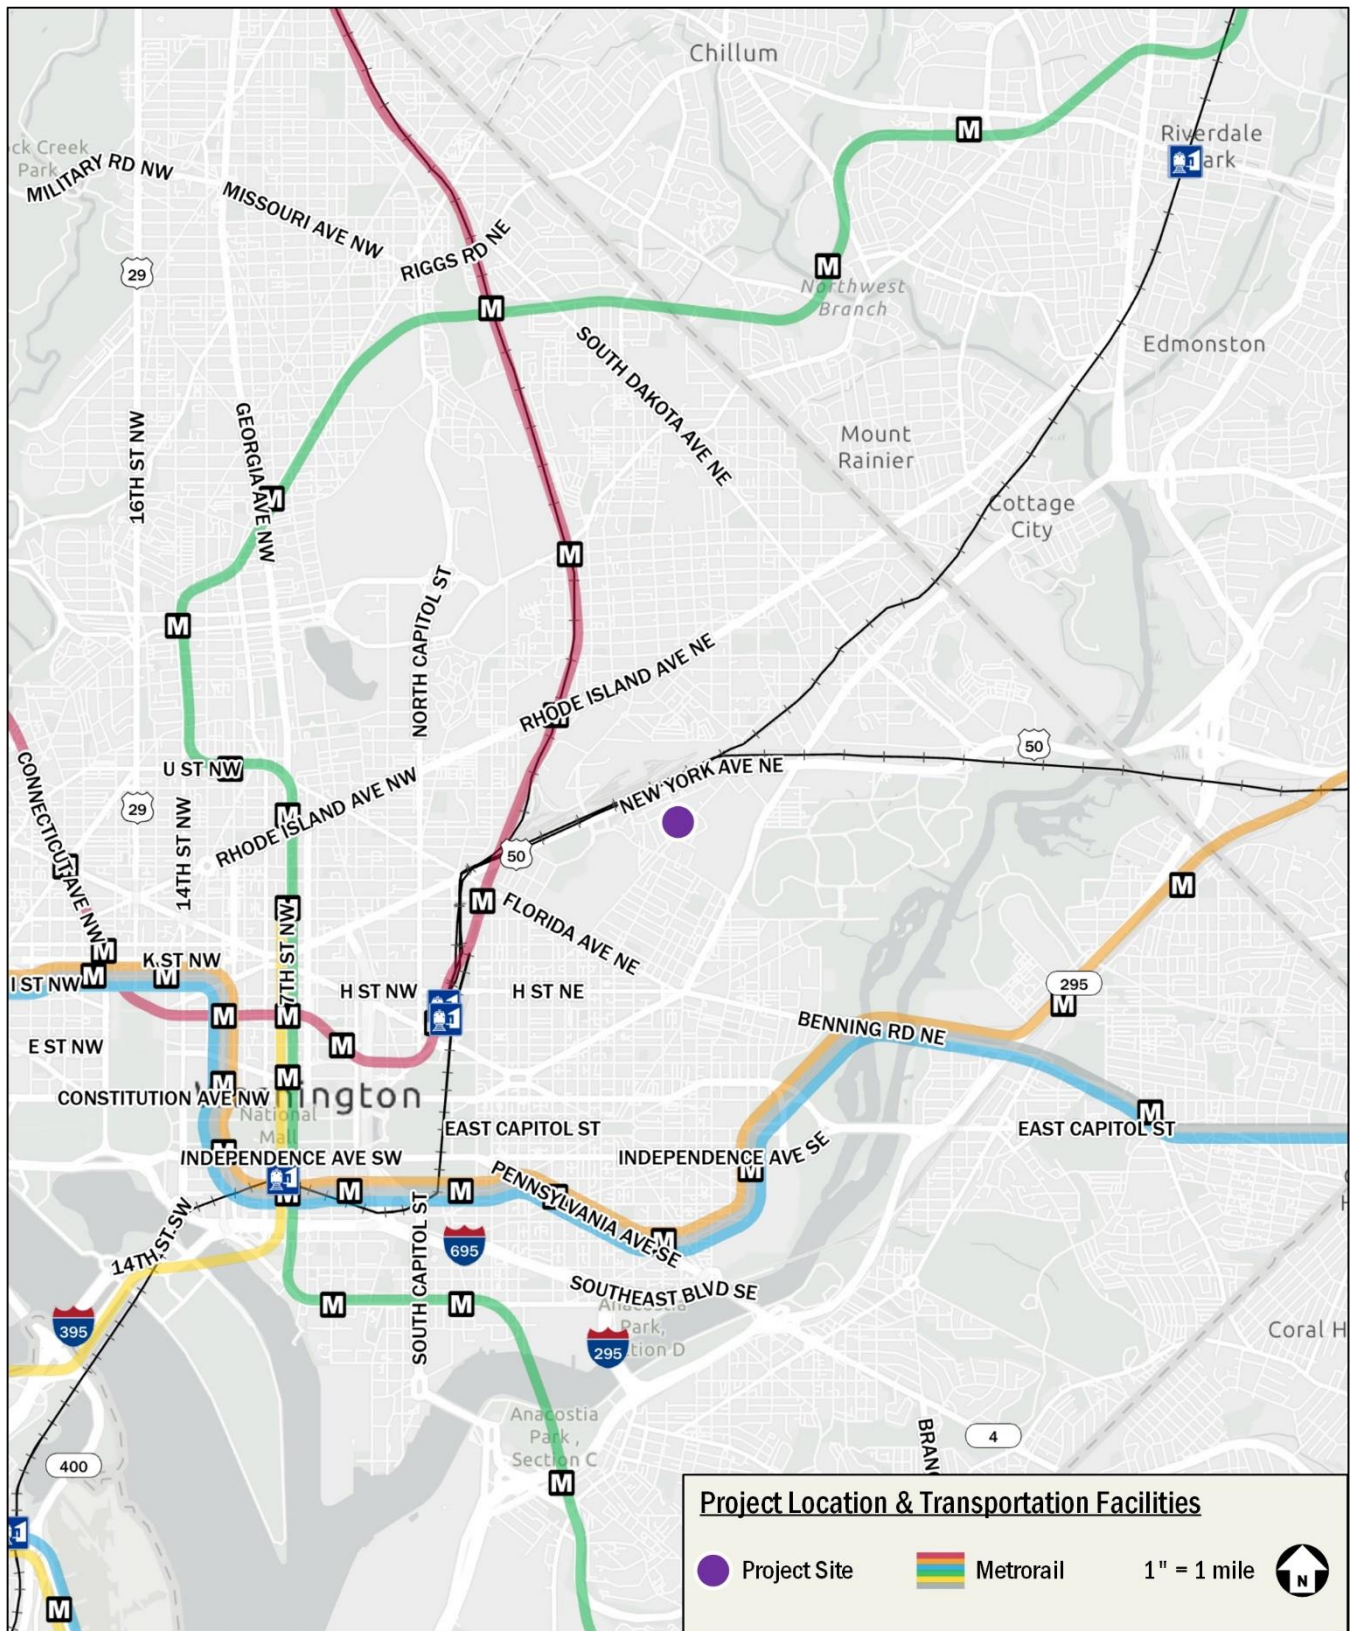 Chillum
Riverdale
ark
ck Creek
Park
MILITARY RD NW
MISSOURI AVE NW
RIGGS RD NE
29
M
M
M
M
Northwest
Branch
SOUTH DAKOTA AVE NE
Edmonston
16TH ST NW
GEORGIA AVE NW
M
Mount
Rainier
Cottage
City
M
NORTH CAPITOL ST
M
RHODE ISLAND AVE NE
50
CONNECTICUT AVE NW
U ST NW
NEW YORK AVE NE
29
14TH ST NW
M
RHODE ISLAND AVE NW
50
M
M
FLORIDA AVE NE
7TH ST NW
M
K ST NW
I ST NW
M
M
H ST NW
H ST NE
295
M
M
M
BENNING RD NE
E ST NW
M
M
M
CONSTITUTION AVE NW
ington
National
Mall
M
EAST CAPITOL ST
EAST CAPITOL ST
INDEPENDENCE AVE SW
INDEPENDENCE AVE SE
M
M
M
PENNSYLVANIA AVE SE
14TH ST SW
SOUTH CAPITOL ST
695
SOUTHEAST BLVD SE
M
M
Anacostia
Park,
tion D
395
295
Coral H
Anacostia
Park,
Section C
BRANC
4
400
M
M
Project Location & Transportation Facilities
Project Site
Metrorail
1" = 1 mile
N